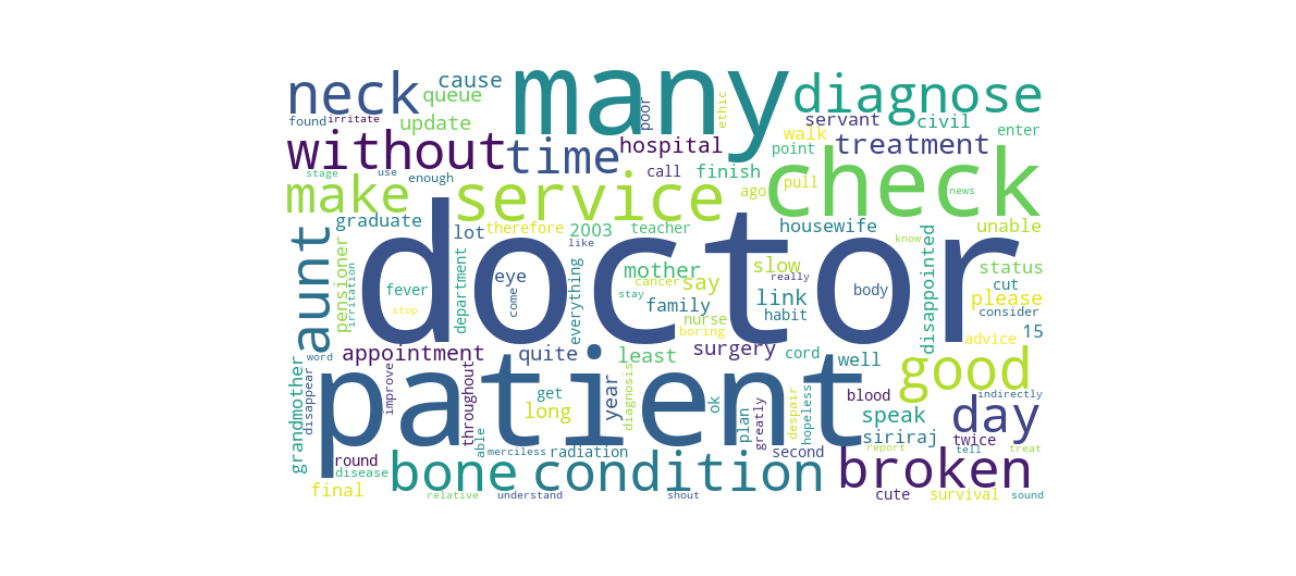 neck
cause
many
diagnose
queue
poor
ethic
found
irritate
update
servant
civil
enter
without
time
hospital
walk
point
treatment
stage
use
enough
call
finish
ago
pull
check
news
make
service
graduate
lot
therefore
2003
teacher
housewife
know
unable
aunt
pensioner
irritation
doctor
like
department
eye
come
everything
mother
cancer
say
slow
really
status
fever
stop
stay
family
link
habit
body
disappointed
cut
please
consider
nurse
boring
15
word
appointment
quite
least
surgery
cord
well
advice
good
grandmother
disappear
patient
improve
throughout
able
get
long
year
diagnosis
ok
plan
greatly
despair
hopeless
blood
speak
siriraj
indirectly
day
twice
round
disease
merciless
radiation
second
report
tell
treat
final
bone
condition
broken
relative
understand
shout
cute
survival
sound